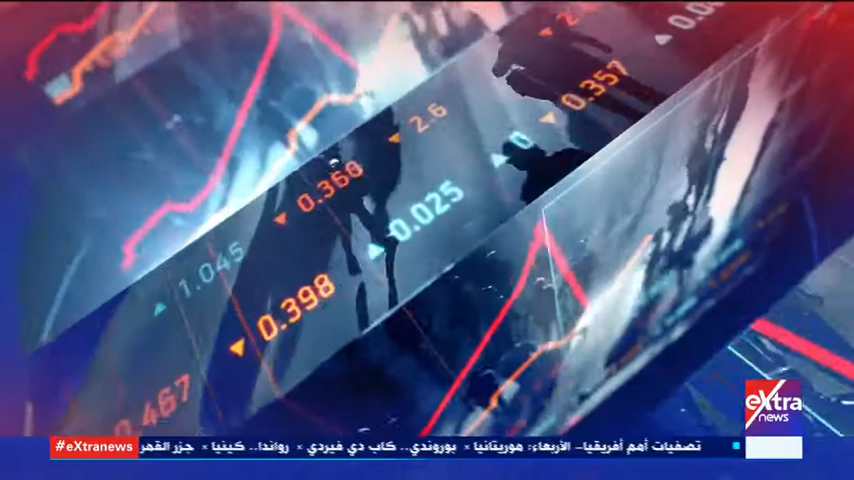 2.6
0.357
0.360
0.025
1.045
0.398
0.467
eXtra
news
#eXtranews
تصفيات أمم أفريقيا- الأربعاء: موريتانيا × بوروندي.. كاب دي فيردي × رواندا.. كينيا × جزر القمر